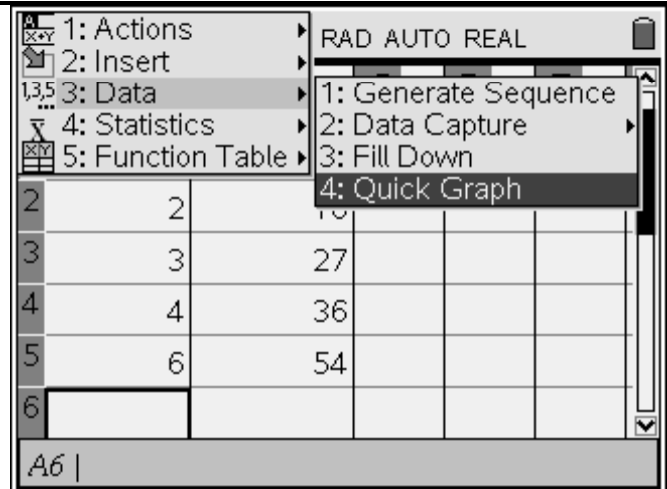 1: Actions
2: Insert
3: Data
4: Statistics
5: Function Table
RAD AUTO REAL
1: Generate Sequence
2: Data Capture
3: Fill Down
4: Quick Graph
2 2
3 3 27
4 4 36
5 6 54
6
A6